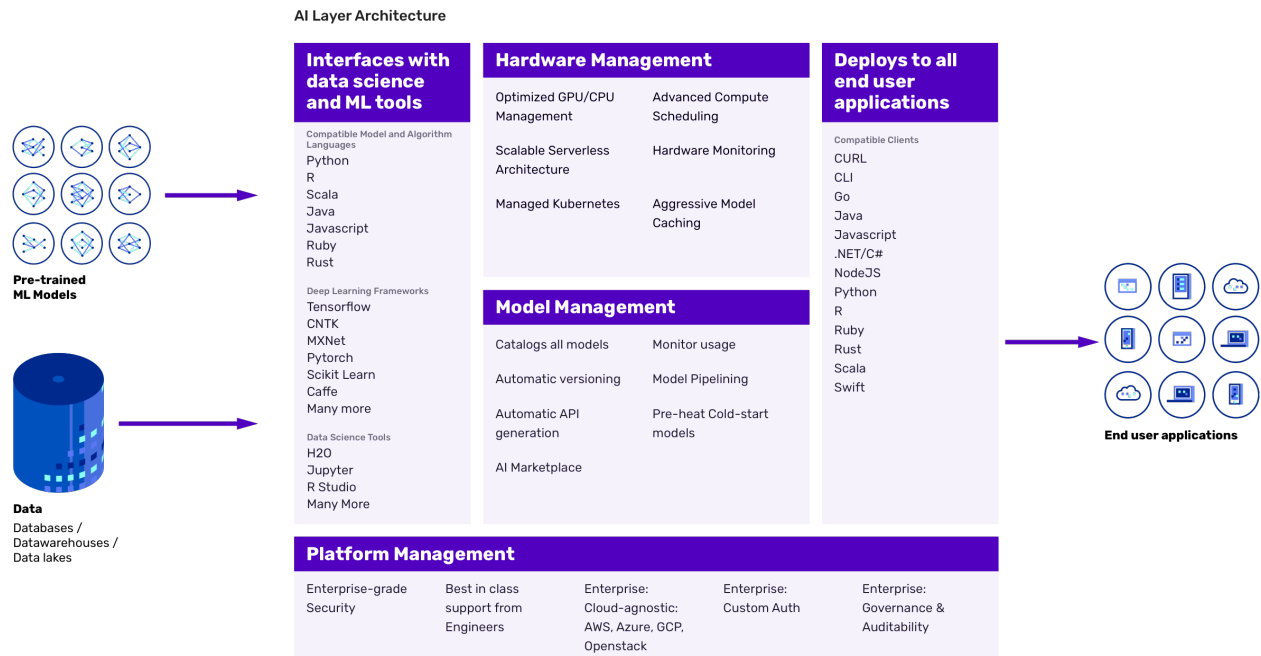 AI Layer Architecture
Pre-trained
ML Models
Data
Databases /
Datawarehouses /
Data lakes
Interfaces with
data science
and ML tools
Compatible Model and Algorithm
Languages
Python
R
Scala
Java
Javascript
Ruby
Rust
Deep Learning Frameworks
Tensorflow
CNTK
MXNet
Pytorch
Scikit Learn
Caffe
Many more
Data Science Tools
H2O
Jupyter
R Studio
Many More
Hardware Management
Optimized GPU/CPU
Management
Advanced Compute
Scheduling
Scalable Serverless
Architecture
Hardware Monitoring
Managed Kubernetes
Aggressive Model
Caching
Model Management
Catalogs all models
Monitor usage
Automatic versioning
Model Pipelining
Automatic API
generation
Pre-heat Cold-start
models
AI Marketplace
Deploys to all
end user
applications
Compatible Clients
CURL
CLI
Go
Java
Javascript
.NET/C#
NodeJS
Python
R
Ruby
Rust
Scala
Swift
End user applications
Platform Management
Enterprise-grade
Security
Best in class
support from
Engineers
Enterprise:
Cloud-agnostic:
AWS, Azure, GCP,
Openstack
Enterprise:
Custom Auth
Enterprise:
Governance &
Auditability